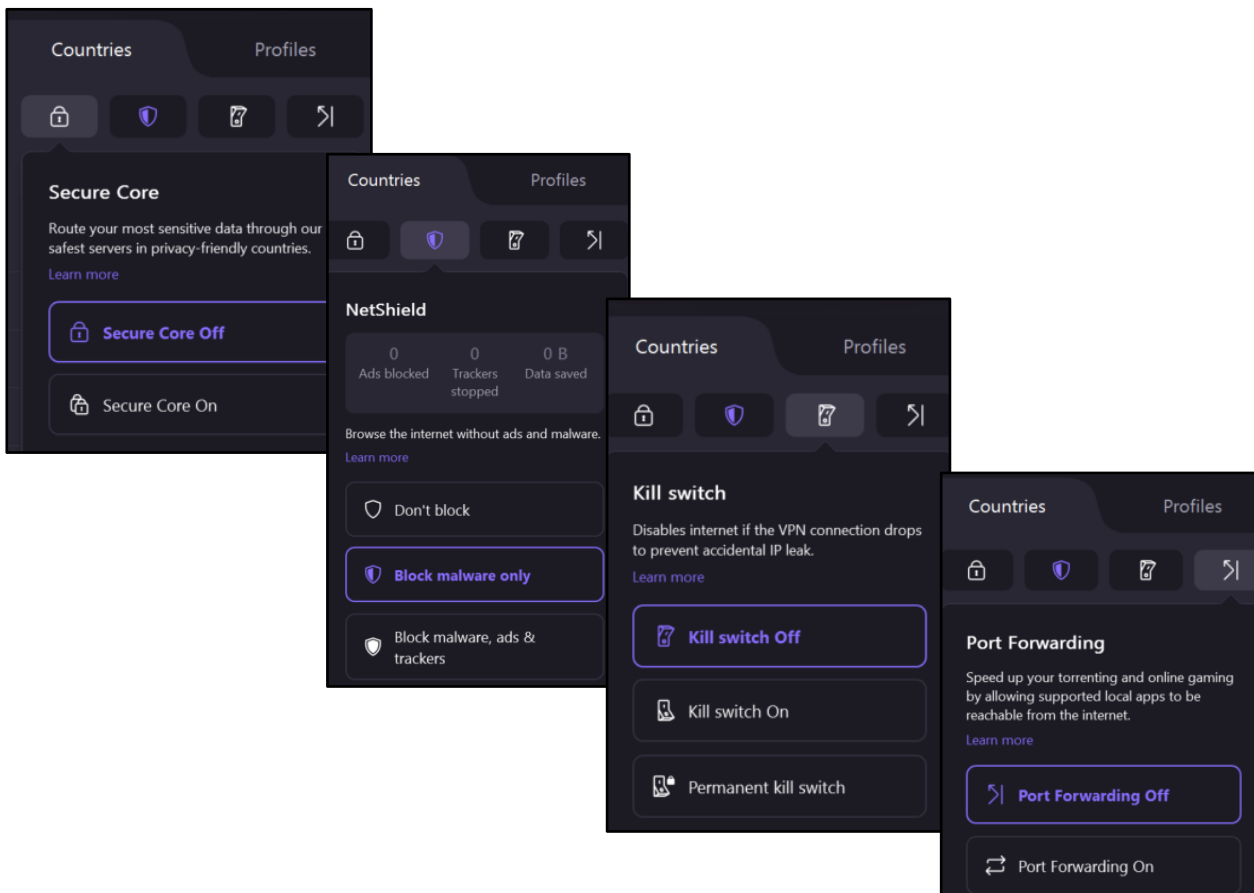 Countries
Profiles
Secure Core
Route your most sensitive data through our
safest servers in privacy-friendly countries.
Learn more
Secure Core Off
Secure Core On
Countries
Profiles
NetShield
0
0
0 B
Ads blocked
Trackers
stopped
Data saved
Browse the internet without ads and malware.
Learn more
Don't block
Block malware only
Block malware, ads &
trackers
Countries
Profiles
Kill switch
Disables internet if the VPN connection drops
to prevent accidental IP leak.
Learn more
Kill switch Off
Kill switch On
Permanent kill switch
Countries
Profiles
Port Forwarding
Speed up your torrenting and online gaming
by allowing supported local apps to be
reachable from the internet.
Learn more
Port Forwarding Off
Port Forwarding On